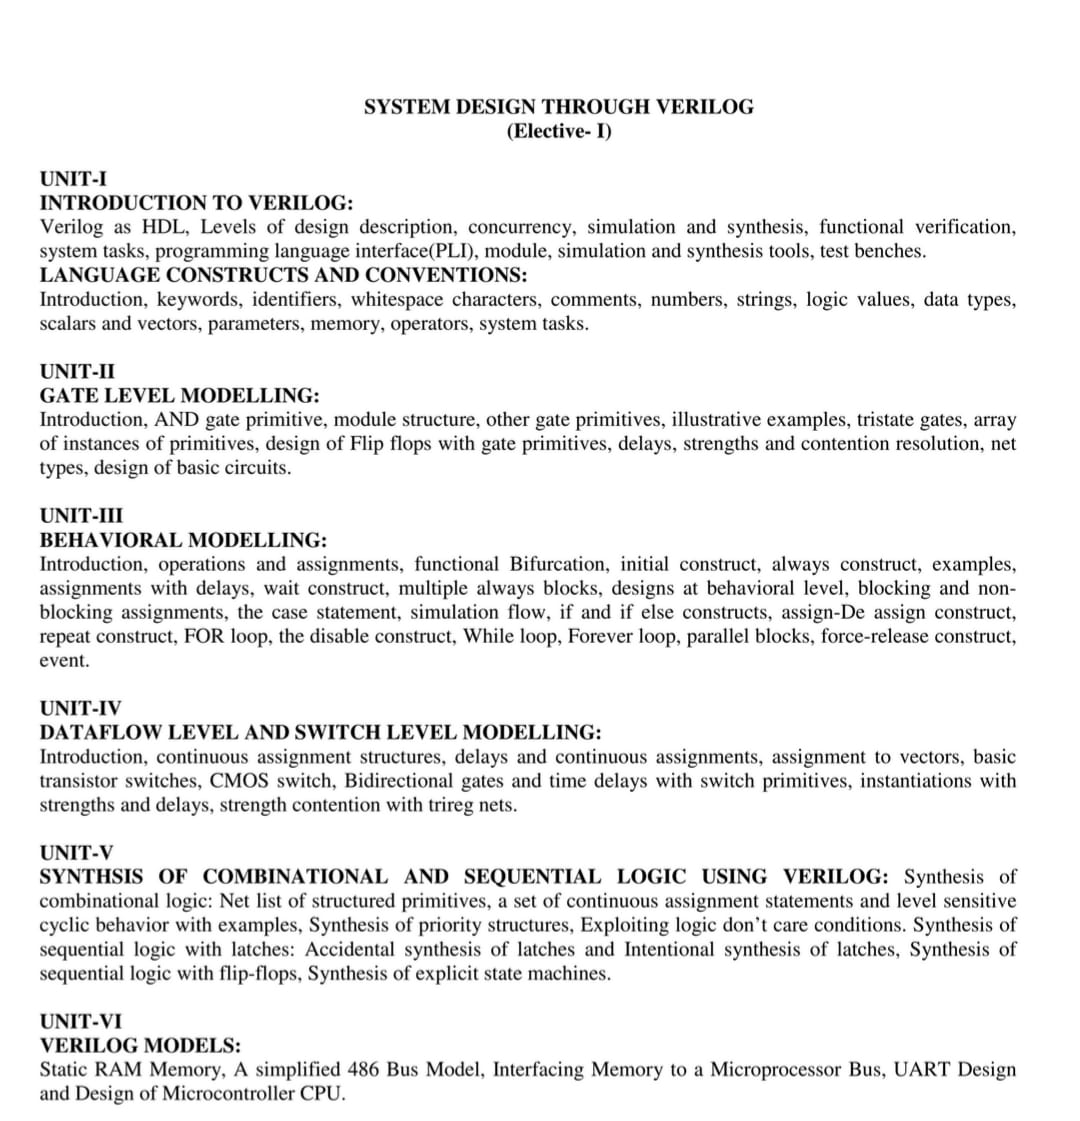 SYSTEM DESIGN THROUGH VERILOG
(Elective- I)
UNIT-I
INTRODUCTION TO VERILOG:
Verilog as HDL, Levels of design description, concurrency, simulation and synthesis, functional verification,
system tasks, programming language interface(PLI), module, simulation and synthesis tools, test benches.
LANGUAGE CONSTRUCTS AND CONVENTIONS:
Introduction, keywords, identifiers, whitespace characters, comments, numbers, strings, logic values, data types,
scalars and vectors, parameters, memory, operators, system tasks.
UNIT-II
GATE LEVEL MODELLING:
Introduction, AND gate primitive, module structure, other gate primitives, illustrative examples, tristate gates, array
of instances of primitives, design of Flip flops with gate primitives, delays, strengths and contention resolution, net
types, design of basic circuits.
UNIT-III
BEHAVIORAL MODELLING:
Introduction, operations and assignments, functional Bifurcation, initial construct, always construct, examples,
assignments with delays, wait construct, multiple always blocks, designs at behavioral level, blocking and non-
blocking assignments, the case statement, simulation flow, if and if else constructs, assign-De assign construct,
repeat construct, FOR loop, the disable construct, While loop, Forever loop, parallel blocks, force-release construct,
event.
UNIT-IV
DATAFLOW LEVEL AND SWITCH LEVEL MODELLING:
Introduction, continuous assignment structures, delays and continuous assignments, assignment to vectors, basic
transistor switches, CMOS switch, Bidirectional gates and time delays with switch primitives, instantiations with
strengths and delays, strength contention with trireg nets.
UNIT-V
SYNTHSIS OF COMBINATIONAL AND SEQUENTIAL LOGIC USING VERILOG: Synthesis of
combinational logic: Net list of structured primitives, a set of continuous assignment statements and level sensitive
cyclic behavior with examples, Synthesis of priority structures, Exploiting logic don’t care conditions. Synthesis of
sequential logic with latches: Accidental synthesis of latches and Intentional synthesis of latches, Synthesis of
sequential logic with flip-flops, Synthesis of explicit state machines.
UNIT-VI
VERILOG MODELS:
Static RAM Memory, A simplified 486 Bus Model, Interfacing Memory to a Microprocessor Bus, UART Design
and Design of Microcontroller CPU.